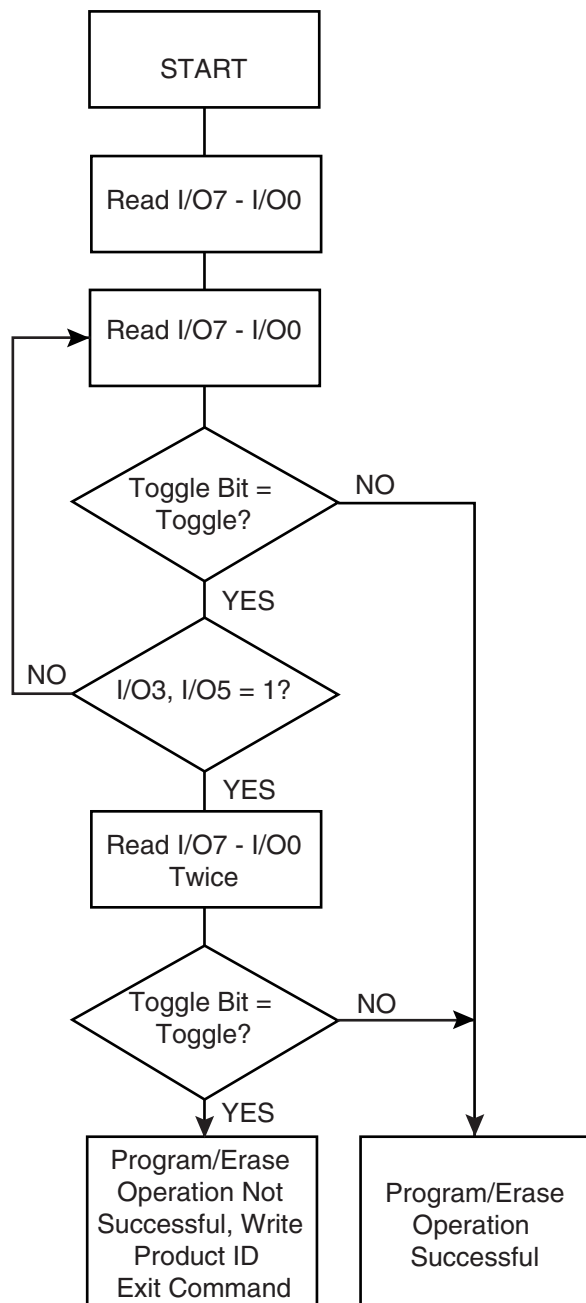 START
Read I/O7 - I/O0
Read I/O7 - I/O0
Toggle Bit =
Toggle?
NO
YES
NO
I/O3, I/O5 = 1?
YES
Read I/O7 - I/O0
Twice
Toggle Bit =
Toggle?
NO
YES
Program/Erase
Operation Not
Successful, Write
Product ID
Exit Command
Program/Erase
Operation
Successful